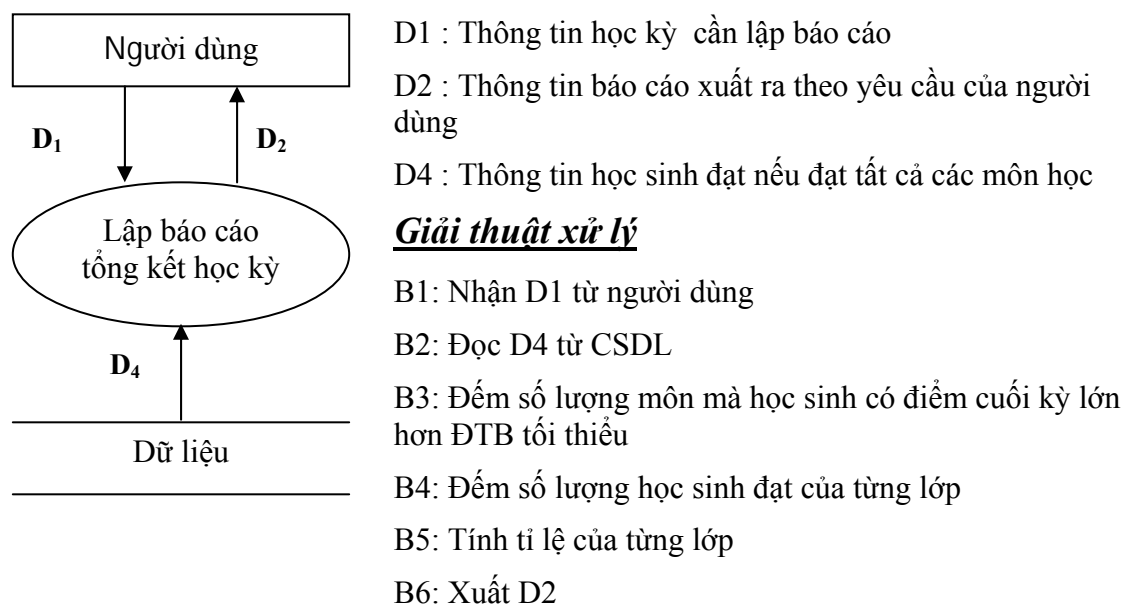 Người dùng
D1
D2
Lập báo cáo
tổng kết học kỳ
D4
Dữ liệu
D1 : Thông tin học kỳ cần lập báo cáo
D2 : Thông tin báo cáo xuất ra theo yêu cầu của người
dùng
D4 : Thông tin học sinh đạt nếu đạt tất cả các môn học
Giải thuật xử lý
B1: Nhận D1 từ người dùng
B2: Đọc D4 từ CSDL
B3: Đếm số lượng môn mà học sinh có điểm cuối kỳ lớn
hơn ĐTB tối thiểu
B4: Đếm số lượng học sinh đạt của từng lớp
B5: Tính tỉ lệ của từng lớp
B6: Xuất D2